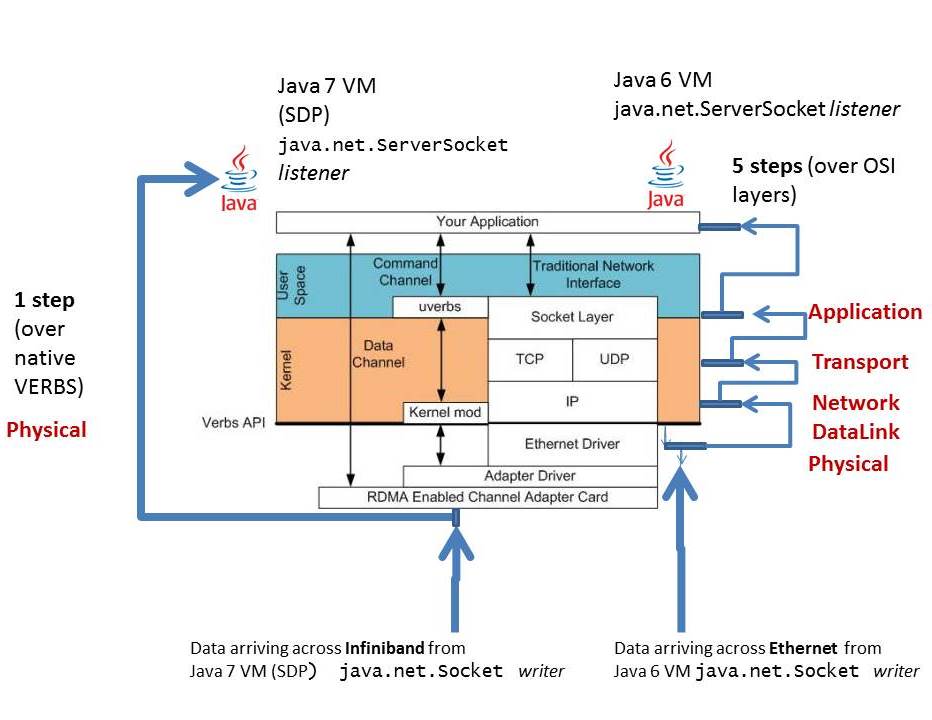 Java 7 VM
(SDP)
java.net.ServerSocket
listener
Java 6 VM
java.net.ServerSocket listener
Java
Java
5 steps (over OSI
layers)
1 step
(over
native
VERBS)
Physical
Your Application
User
Space
Command
Channel
Traditional Network
Interface
uverbs
Socket Layer
Kernel
Data
Channel
TCP
UDP
IP
Kernel mod
Verbs API
Ethernet Driver
Adapter Driver
RDMA Enabled Channel Adapter Card
Application
Transport
Network
DataLink
Physical
Data arriving across Infiniband from
Java 7 VM (SDP) java.net.Socket writer
Data arriving across Ethernet from
Java 6 VM java.net.Socket writer